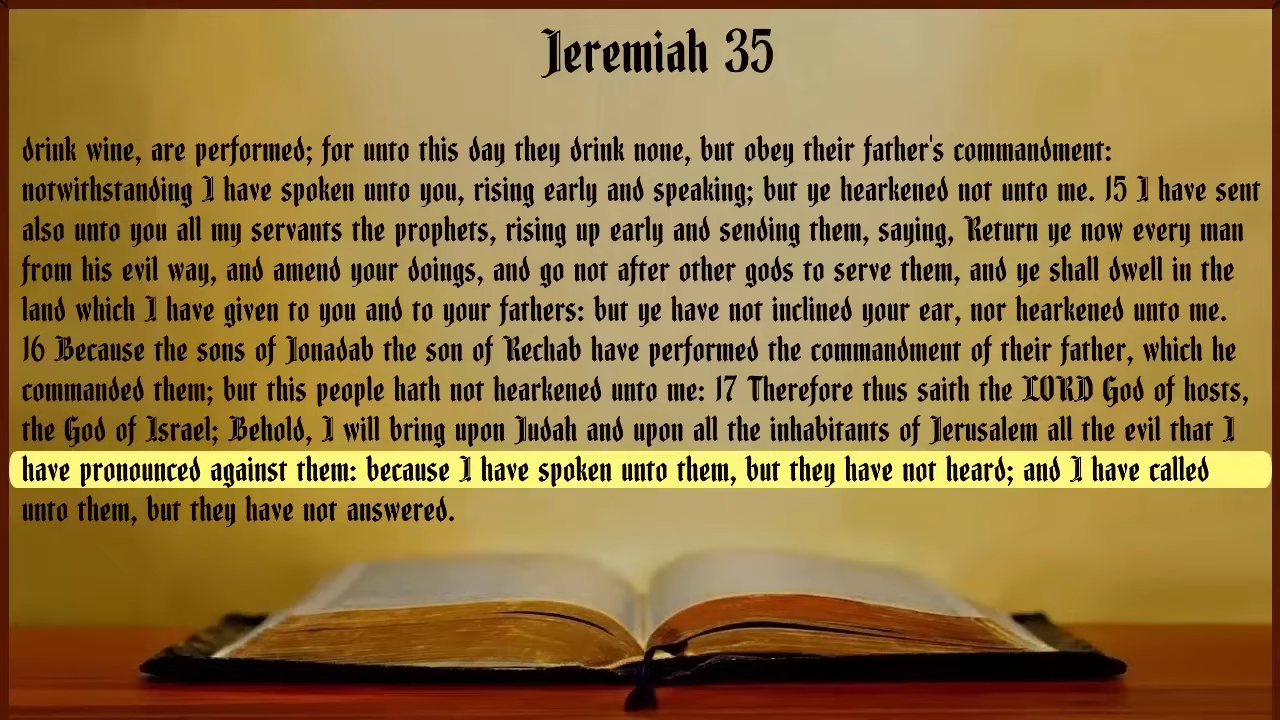 Jeremiah 35
drink wine, are performed; for unto this day they drink none, but obey their father's commandment:
notwithstanding I have spoken unto you, rising early and speaking; but ye hearkened not unto me. 15 I have sent
also unto you all my servants the prophets, rising up early and sending them, saying, Return ye now every man
from his evil way, and amend your doings, and go not after other gods to serve them, and ye shall dwell in the
land which I have given to you and to your fathers: but ye have not inclined your ear, nor hearkened unto me.
16 Because the sons of Jonadab the son of Rechab have performed the commandment of their father, which he
commanded them; but this people hath not hearkened unto me: 17 Therefore thus saith the LORD God of hosts,
the God of Israel; Behold, I will bring upon Judah and upon all the inhabitants of Jerusalem all the evil that I
have pronounced against them: because I have spoken unto them, but they have not heard; and I have called
unto them, but they have not answered.